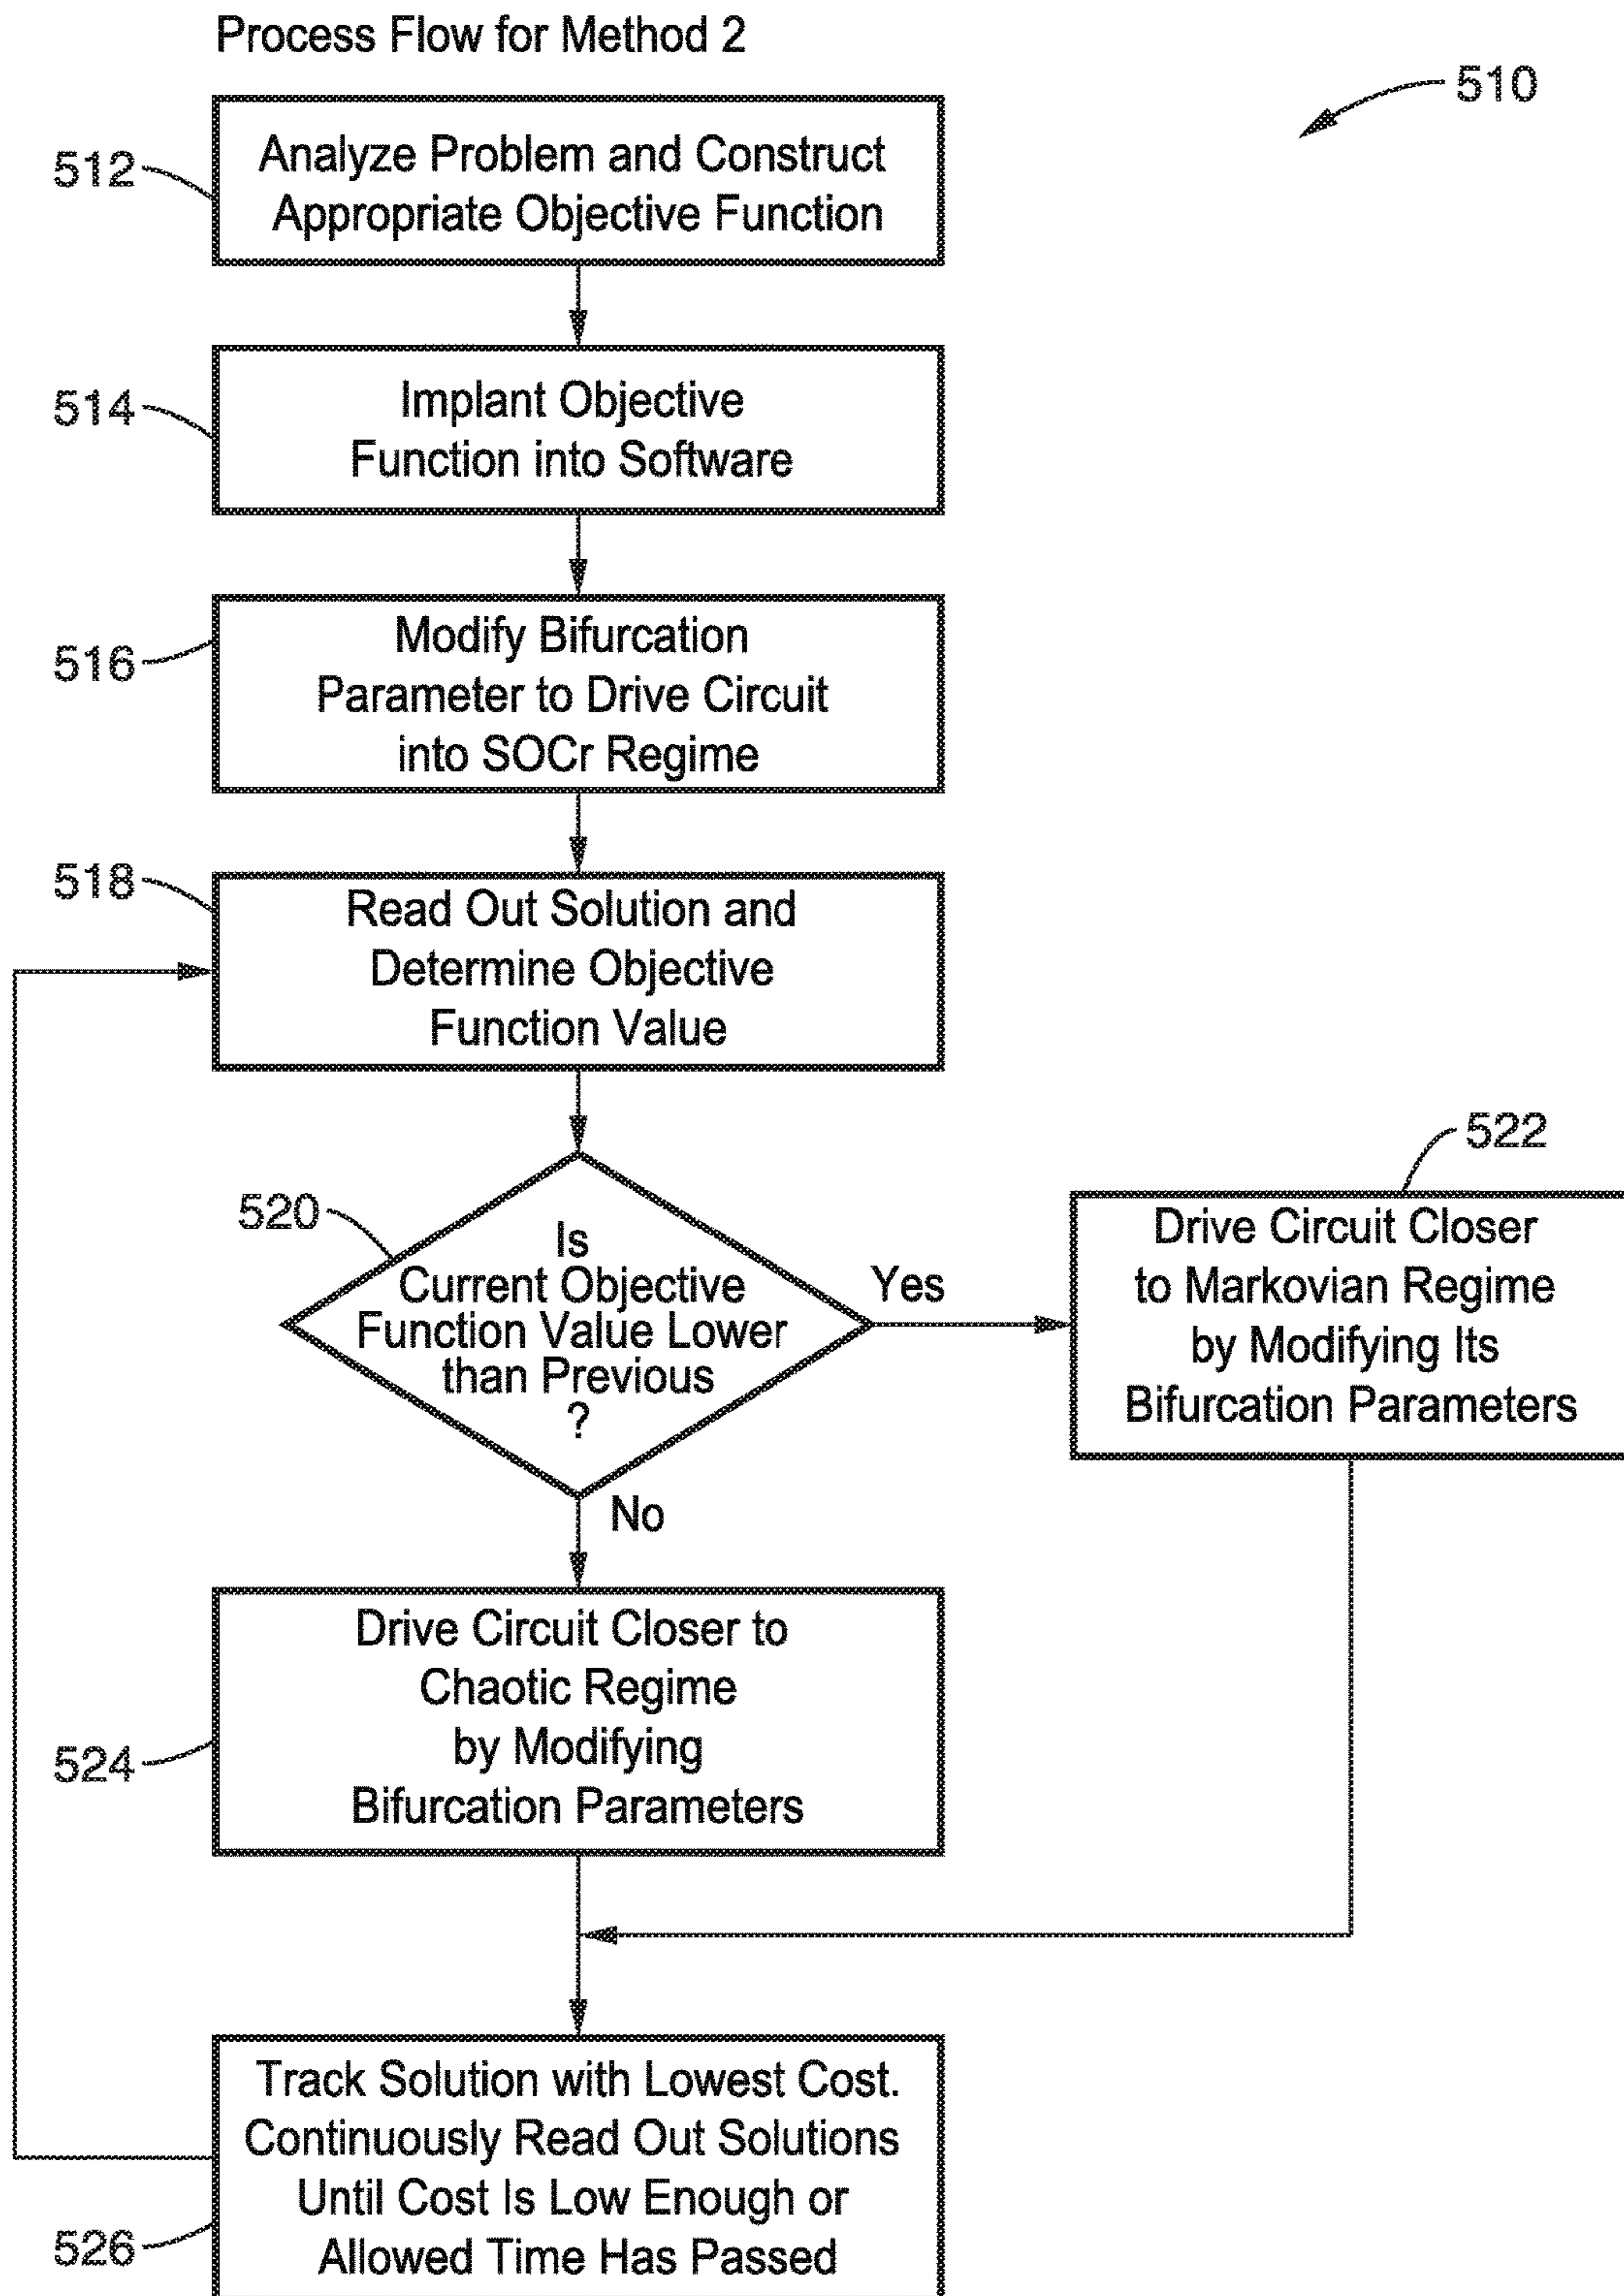 Process Flow for Method 2
510
512
Analyze Problem and Construct
Appropriate Objective Function
514
Implant Objective
Function into Software
516
Modify Bifurcation
Parameter to Drive Circuit
into SOCr Regime
518
Read Out Solution and
Determine Objective
Function Value
520
Is
Current Objective
Function Value Lower
than Previous
?
Yes
522
Drive Circuit Closer
to Markovian Regime
by Modifying Its
Bifurcation Parameters
No
524
Drive Circuit Closer to
Chaotic Regime
by Modifying
Bifurcation Parameters
526
Track Solution with Lowest Cost.
Continuously Read Out Solutions
Until Cost Is Low Enough or
Allowed Time Has Passed